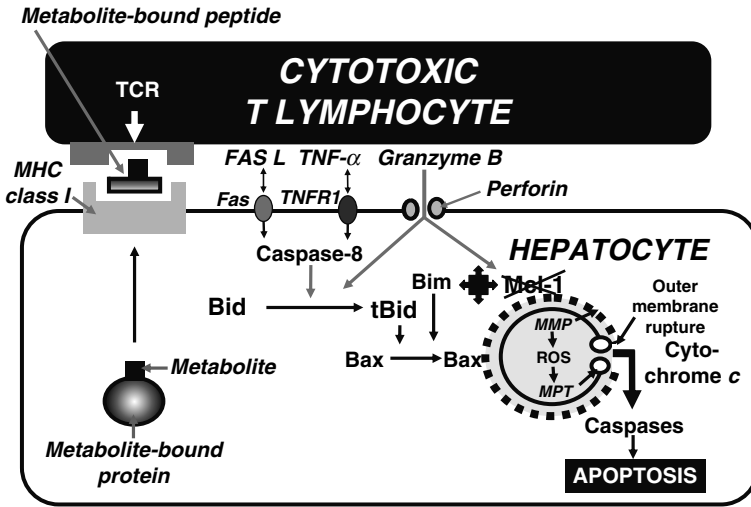 Metabolite-bound peptide
CYTOTOXIC
T LYMPHOCYTE
TCR
MHC
class I
FAS L TNF-α Granzyme B
Fas TNFR1
Perforin
Caspase-8
HEPATOCYTE
Bid
tBid
Bim
Mcl-1
Bax
Bax
MMP
ROS
MPT
Outer
membrane
rupture
Cyto-
chrome c
Caspases
APOPTOSIS
Metabolite
Metabolite-bound
protein